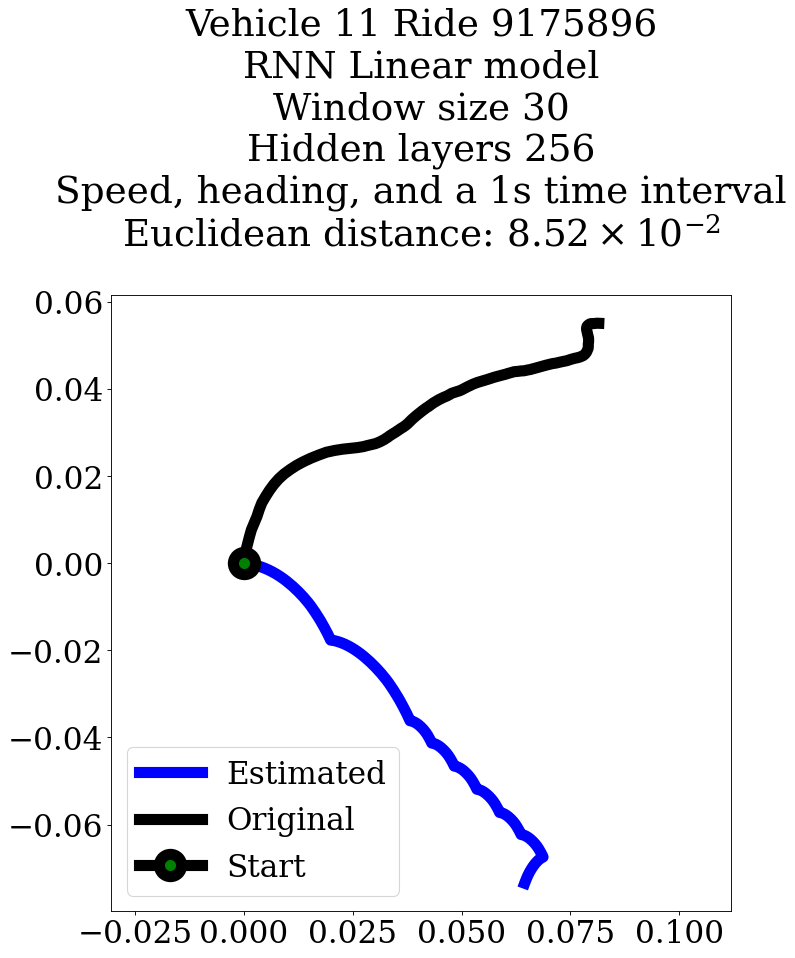 Vehicle 11 Ride 9175896
RNN Linear model
Window size 30
Hidden layers 256
Speed, heading, and a 1s time interval
Euclidean distance: 8.52 × 10⁻²
0.06
0.04
0.02
0.00
−0.02
−0.04
−0.06
Estimated
Original
Start
−0.025 0.000 0.025 0.050 0.075 0.100